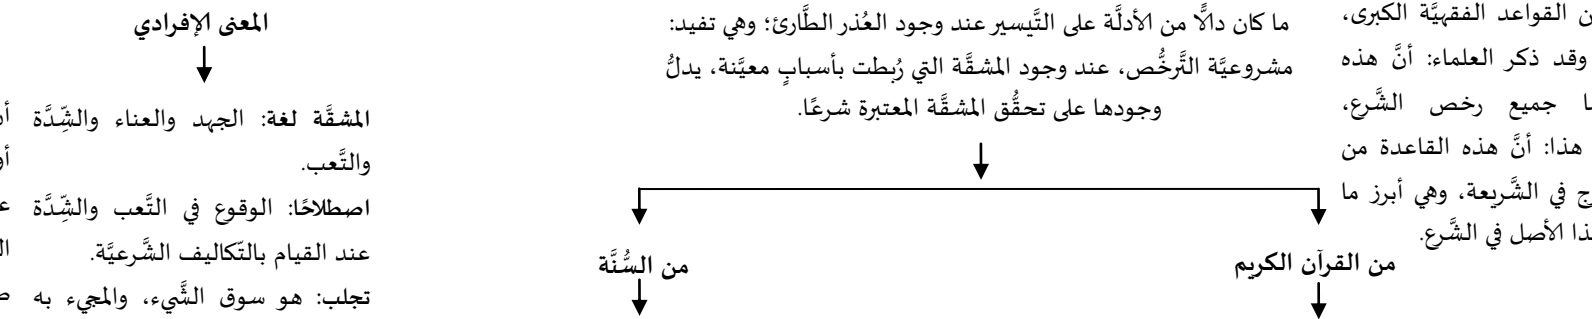 ن القواعد الفقهيَّة الكبرى،
وقد ذكر العلماء: أنَّ هذه
ا جميع رخص الشَّرع،
هذا: أنَّ هذه القاعدة من
ج في الشَّريعة، وهي أبرز ما
ذا الأصل في الشَّرع.
ما كان دالًّا من الأدلَّة على التَّيسير عند وجود العُذر الطَّارئ؛ وهي تفيد:
مشروعيَّة التَّرخُّص، عند وجود المشقَّة التي رُبطت بأسبابٍ معيَّنة، يدلُّ
وجودها على تحقُّق المشقَّة المعتبرة شرعًا.
من القرآن الكريم
من السُّنَّة
المعنى الإفرادي
المشقَّة لغة: الجهد والعناء والشِّدَّة
والتَّعب.
اصطلاحًا: الوقوع في التَّعب والشِّدَّة
عند القيام بالتّكاليف الشَّرعيَّة.
تجلب: هو سوق الشَّيء، والمجيء به